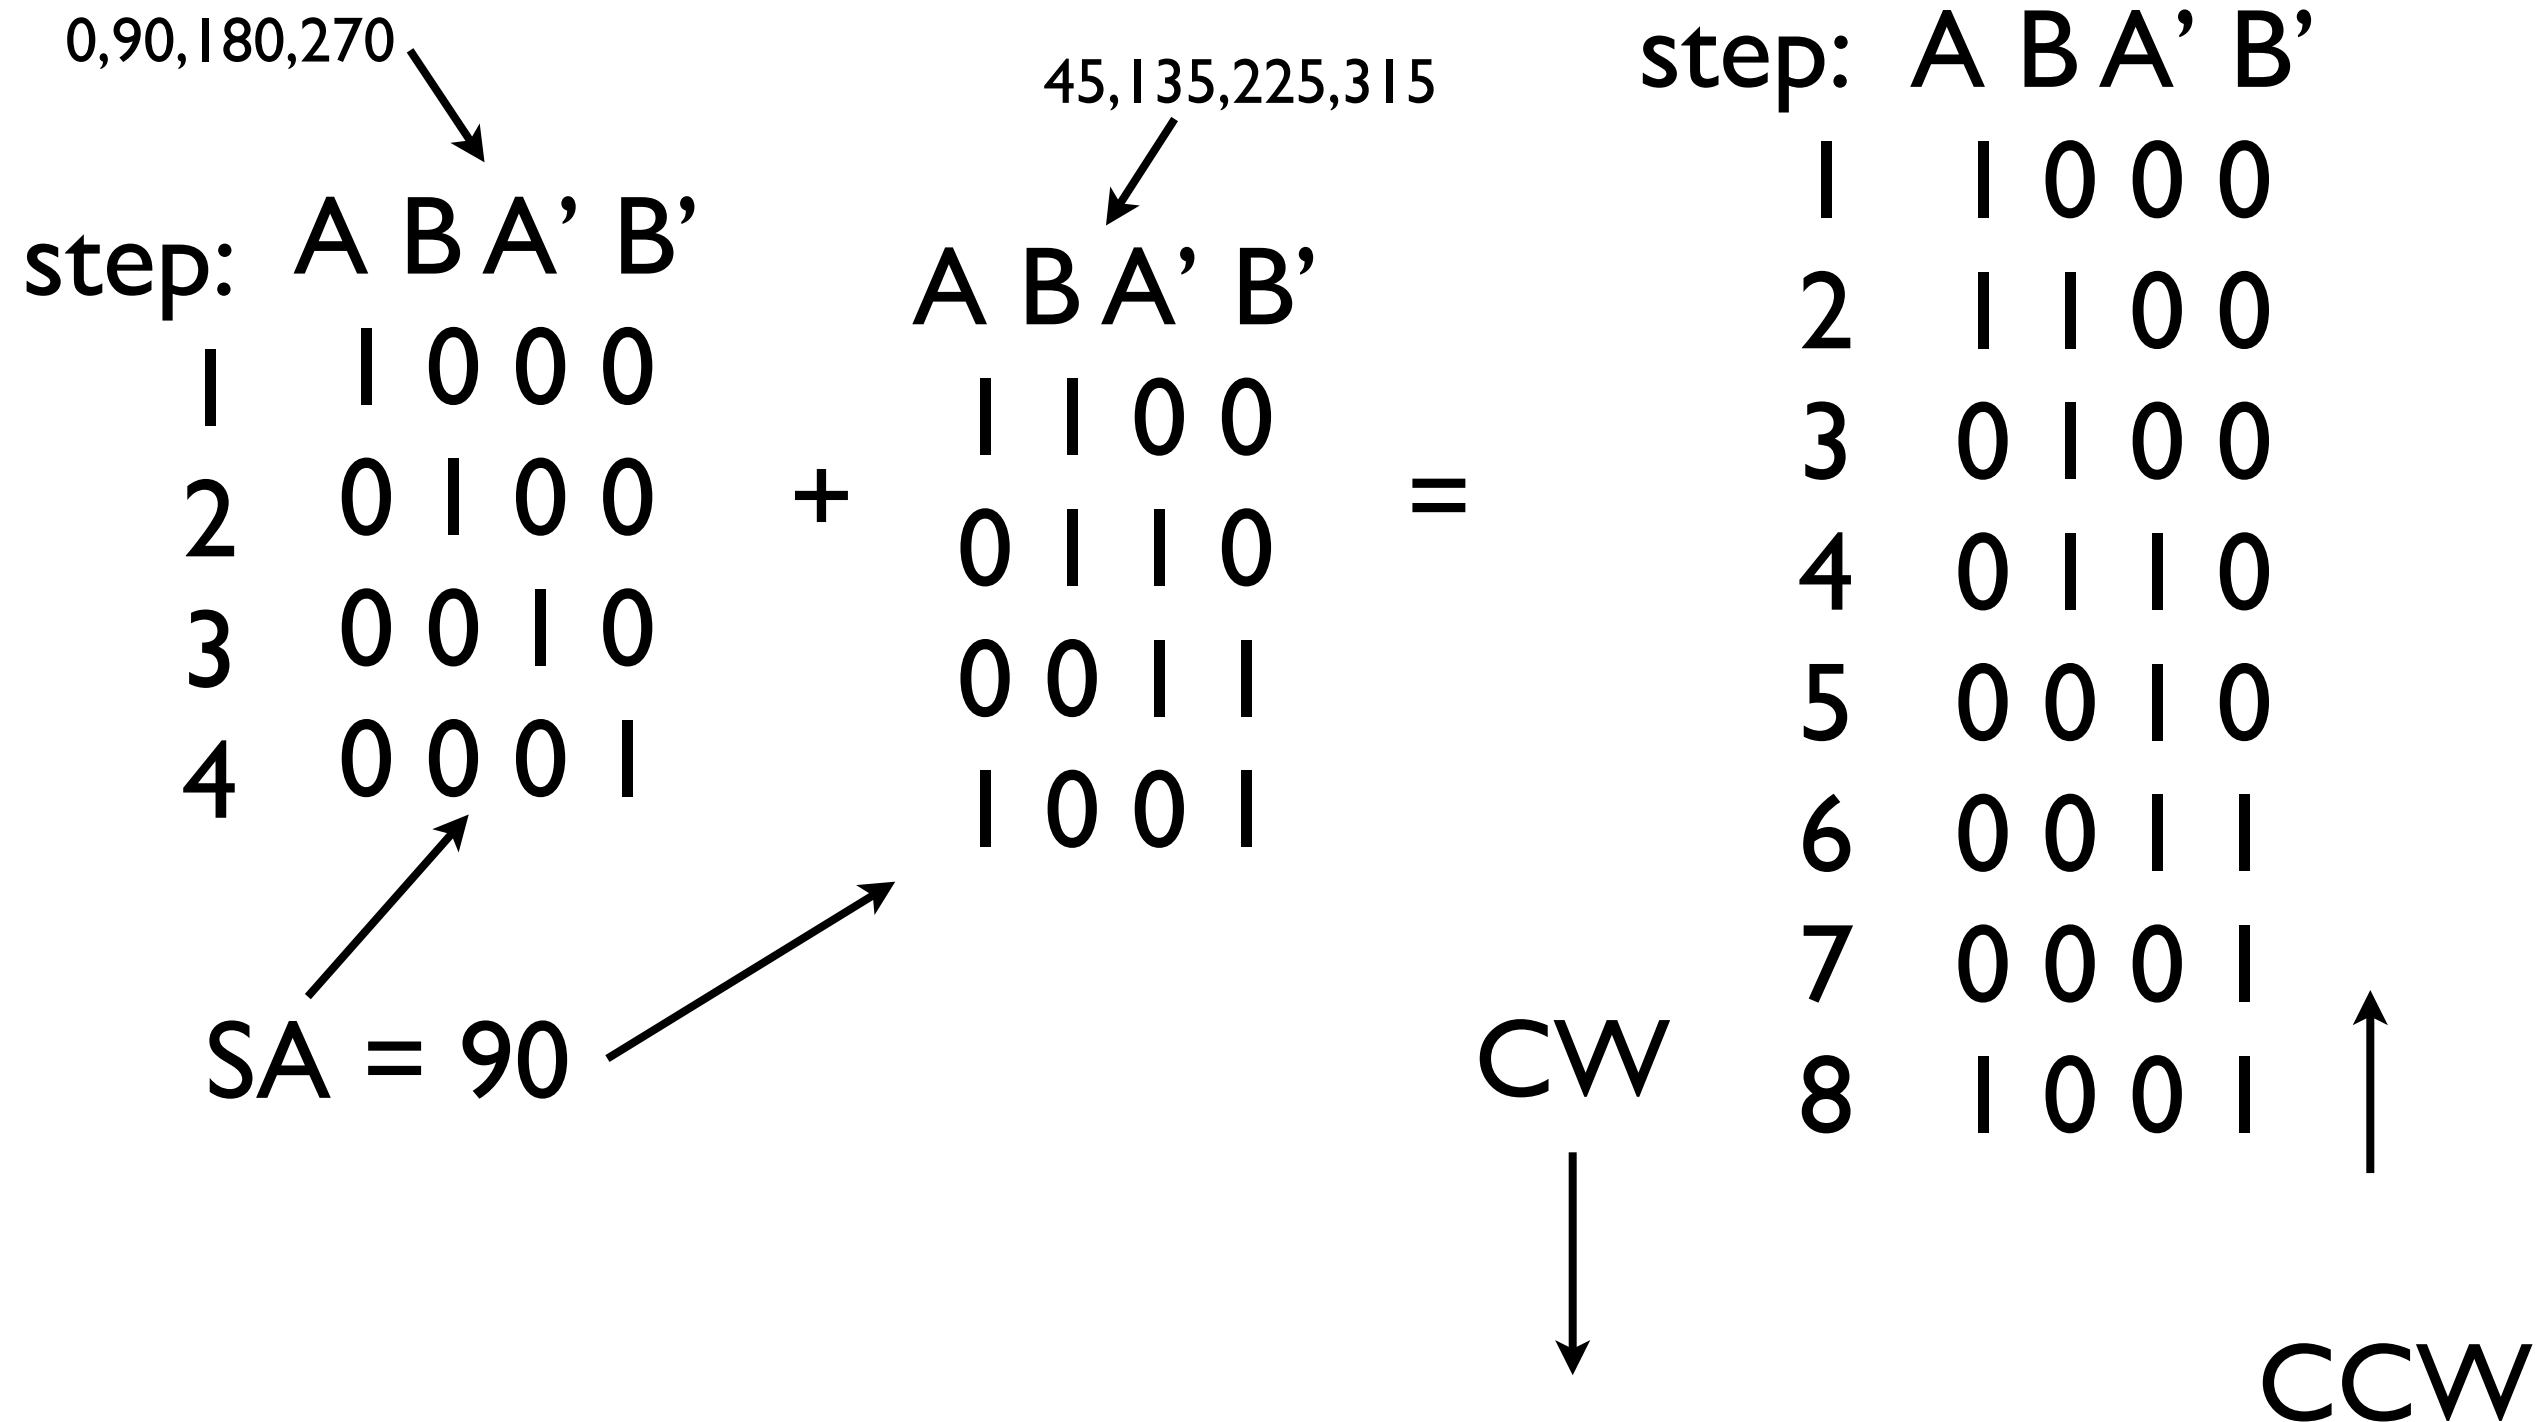 0,90,180,270
step: A B A’ B’
1 1 0 0 0
2 0 1 0 0
3 0 0 1 0
4 0 0 0 1
SA = 90
+
45,135,225,315
A B A’ B’
1 1 0 0
0 1 1 0
0 0 1 1
1 0 0 1
=
step: A B A’ B’
1 1 0 0 0
2 1 1 0 0
3 0 1 0 0
4 0 1 1 0
5 0 0 1 0
6 0 0 1 1
7 0 0 0 1
8 1 0 0 1
CW
CCW